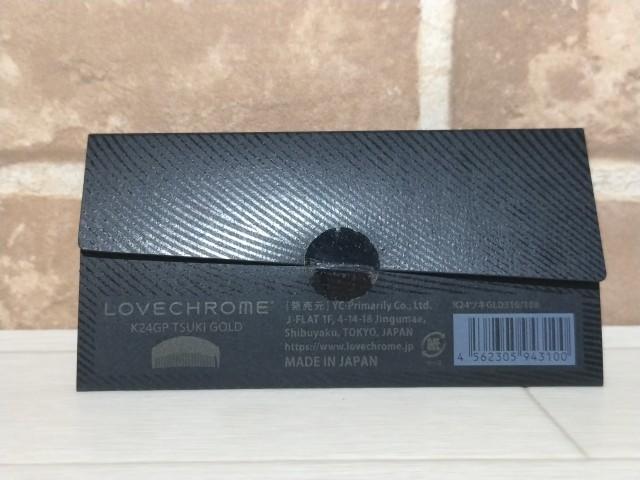 LOVECHROME®
K24GP TSUKI GOLD
[発売元] YC.Primarily Co., Ltd.
J-FLAT 1F, 4-14-18 Jingumae,
Shibuyaku, TOKYO, JAPAN
https://www.lovechrome.jp
MADE IN JAPAN
4 562305 943100